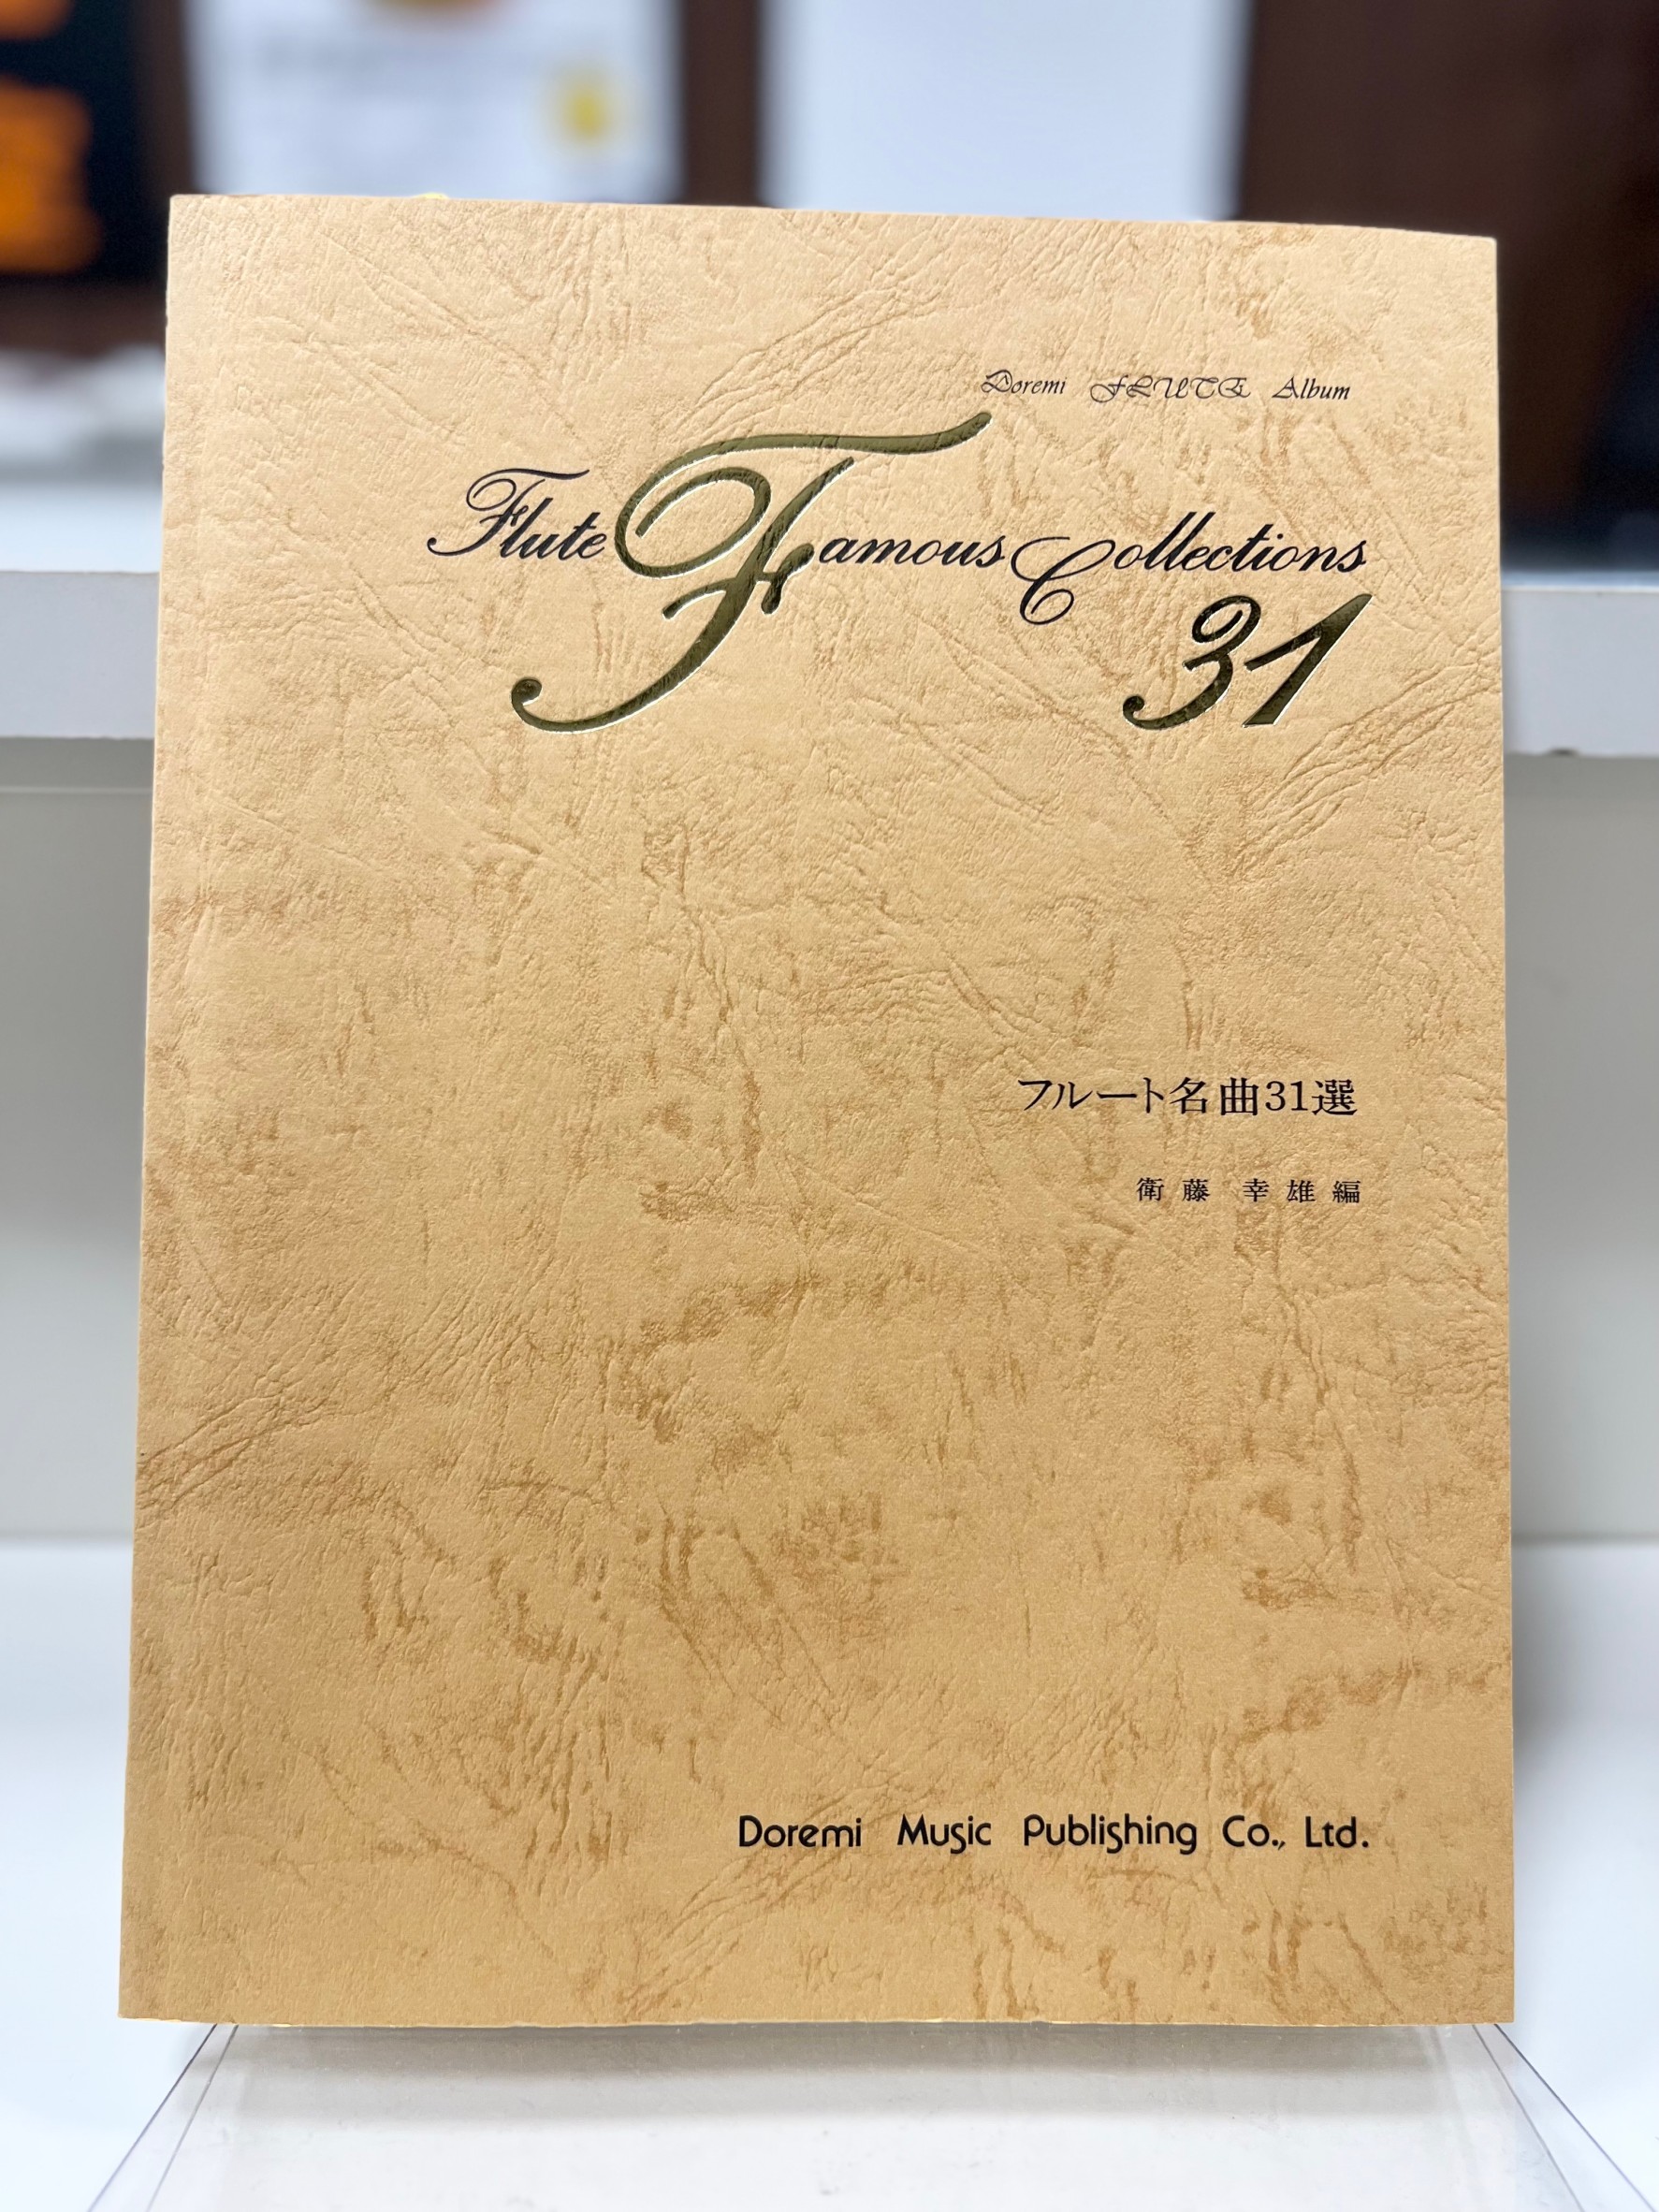 Doremi FLUTE Album
Flute Famous Collections
31
フルート名曲31選
衛藤 幸雄編
Doremi Music Publishing Co., Ltd.